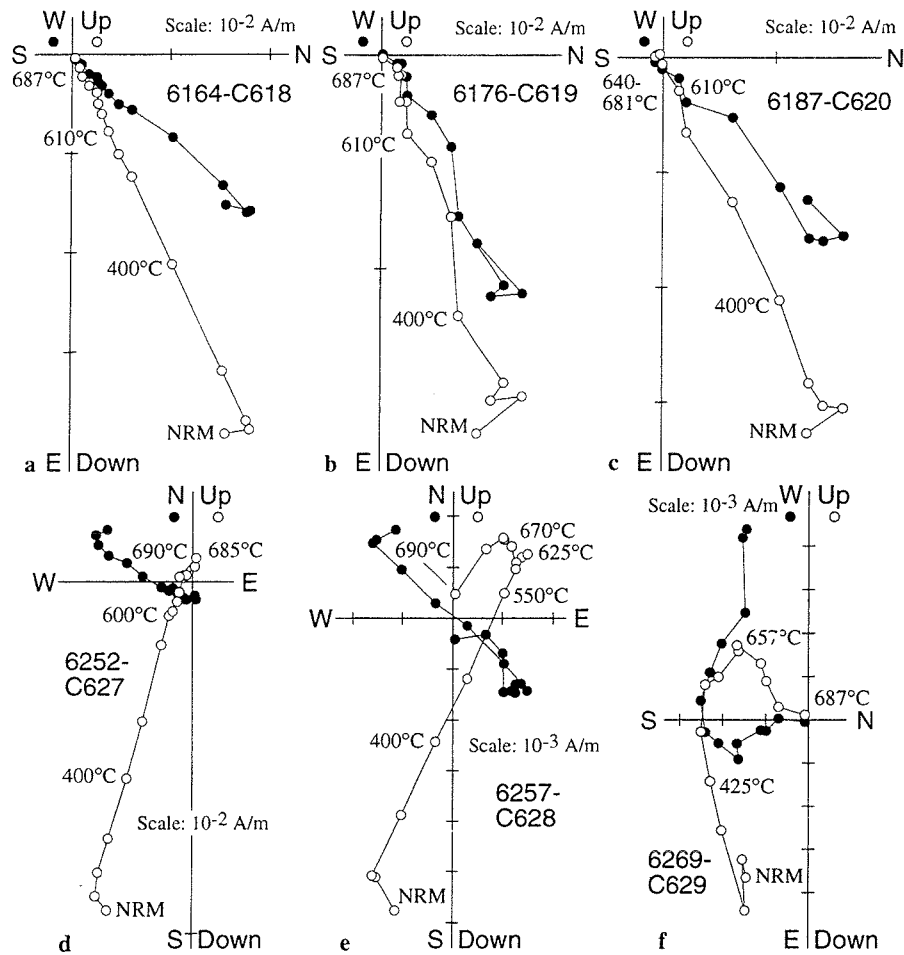 W Up
Scale: 10-2 A/m
S N
687°C
6164-C618
610°C
400°C
NRM
a E Down
W Up
Scale: 10-2 A/m
S N
687°C
6176-C619
610°C
400°C
NRM
b E Down
W Up
Scale: 10-2 A/m
S N
640-
681°C
610°C
6187-C620
400°C
NRM
c E Down
N Up
690°C 685°C
W E
600°C
6252-
C627
400°C
Scale: 10-2 A/m
NRM
d S Down
N Up
690°C 670°C
625°C
550°C
W E
400°C
Scale: 10-3 A/m
6257-
C628
NRM
e S Down
Scale: 10-3 A/m
W Up
657°C
687°C
S N
425°C
6269-
C629
NRM
f E Down